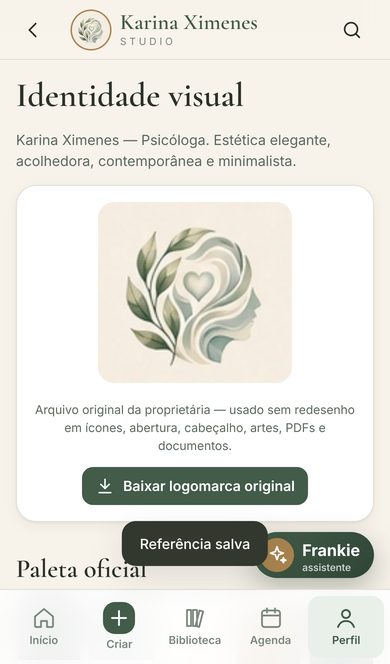 Karina Ximenes
STUDIO
Identidade visual
Karina Ximenes — Psicóloga. Estética elegante,
acolhedora, contemporânea e minimalista.
Arquivo original da proprietária — usado sem redesenho
em ícones, abertura, cabeçalho, artes, PDFs e
documentos.
Baixar logomarca original
Referência salva
Paleta oficial
Frankie
assistente
Início
Criar
Biblioteca
Agenda
Perfil